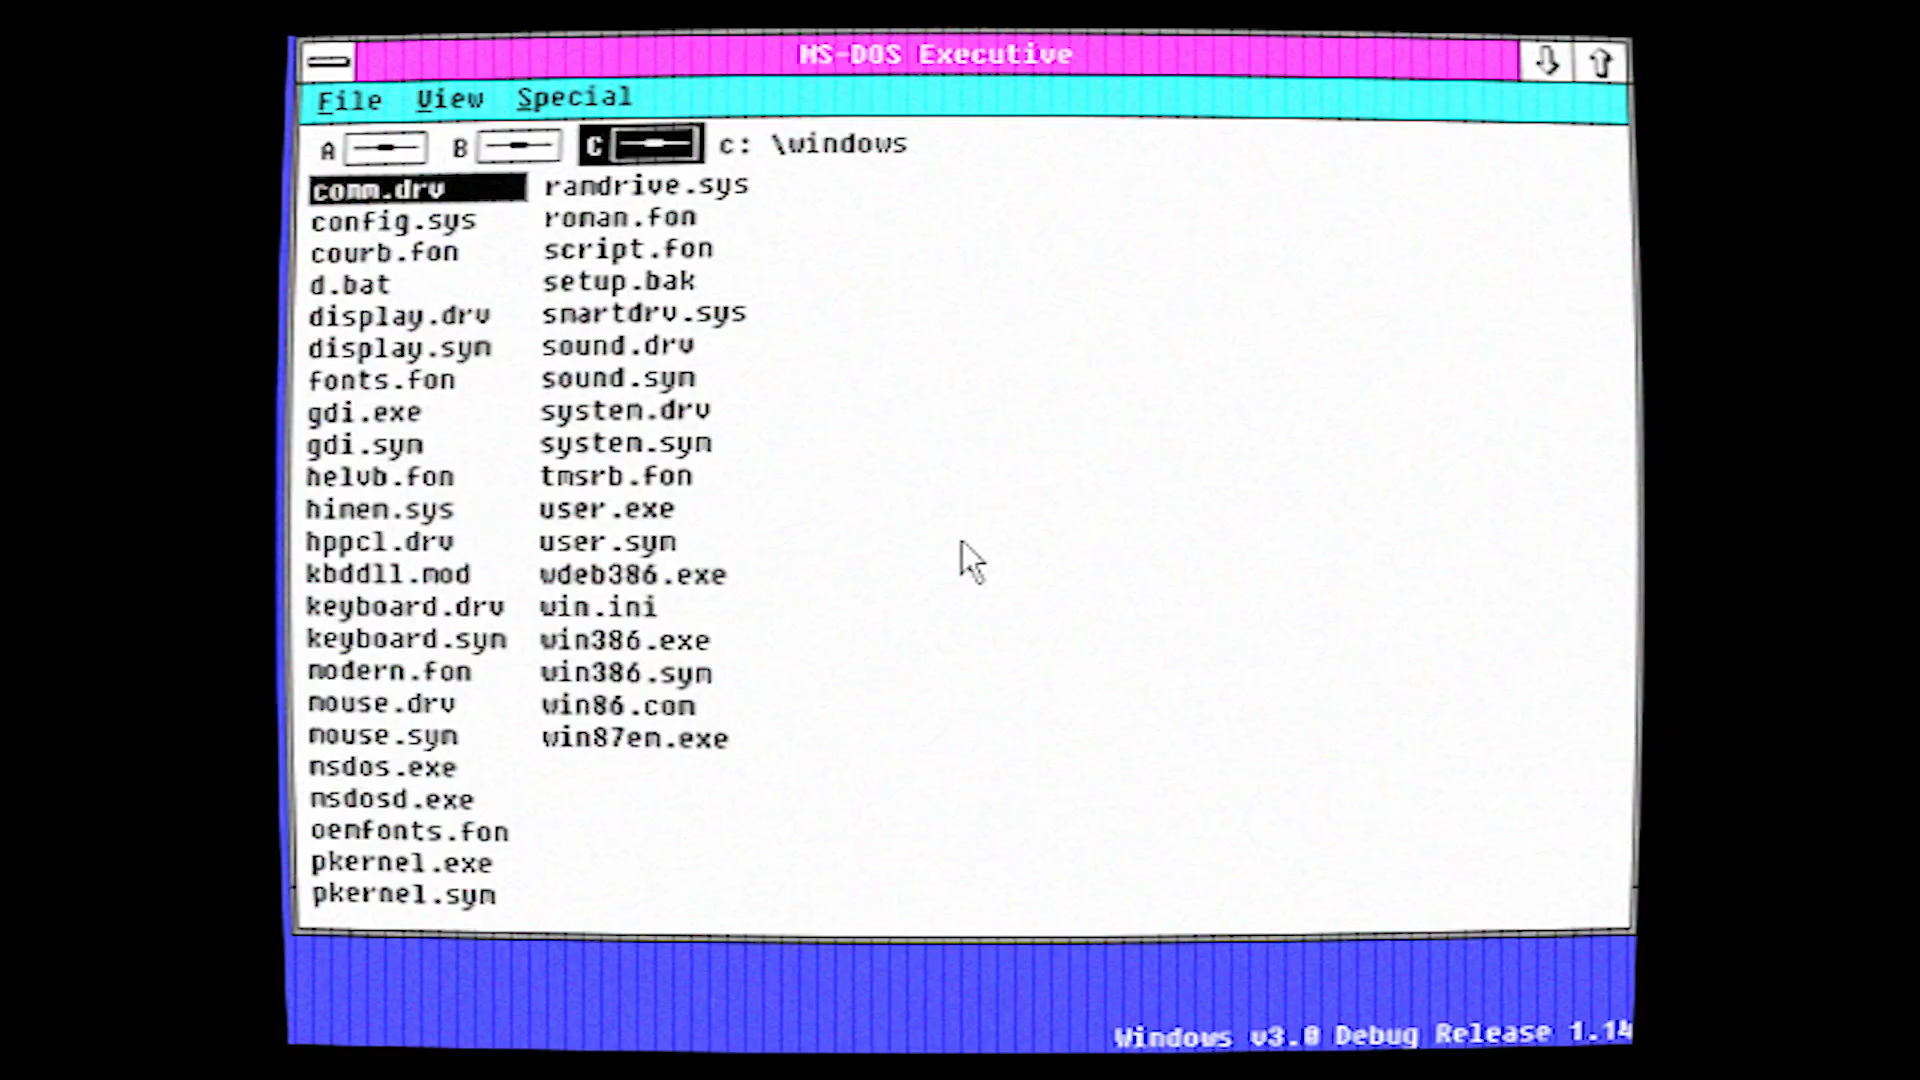 MS-DOS Executive
File View Special
A B C c: \windows
comm.drv
config.sys
courb.fon
d.bat
display.drv
display.sym
fonts.fon
gdi.exe
gdi.sym
helvb.fon
himem.sys
hppcl.drv
kbddll.mod
keyboard.drv
keyboard.sym
modern.fon
mouse.drv
mouse.sym
msdos.exe
msdosd.exe
oemfonts.fon
pkernel.exe
pkernel.sym
ramdrive.sys
roman.fon
script.fon
setup.bak
smartdrv.sys
sound.drv
sound.sym
system.drv
system.sym
tmsrb.fon
user.exe
user.sym
wdeb386.exe
win.ini
win386.exe
win386.sym
win86.com
win87em.exe
Windows v3.0 Debug Release 1.14